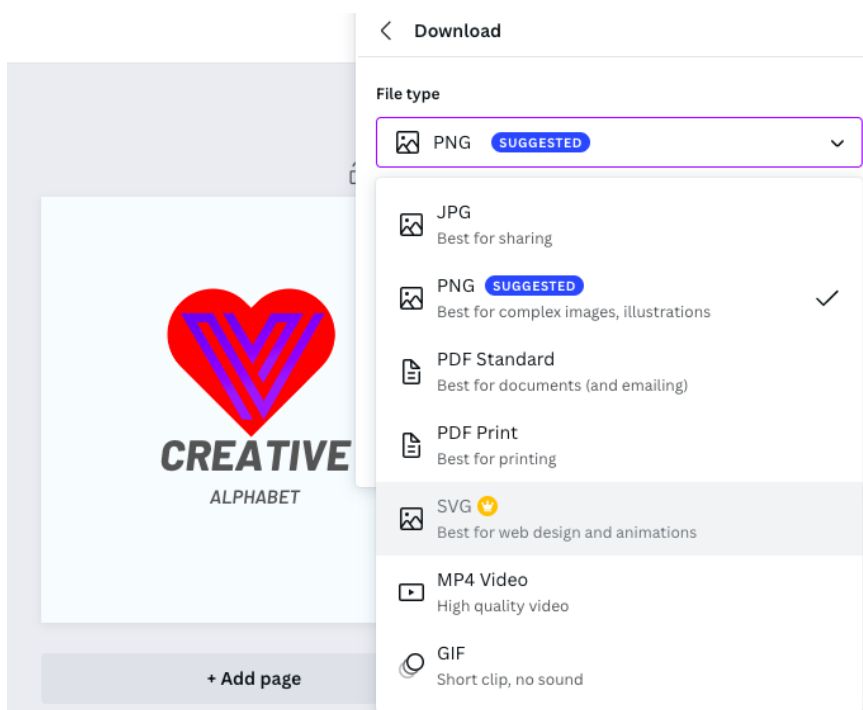 Download
File type
PNG SUGGESTED
JPG
Best for sharing
PNG SUGGESTED
Best for complex images, illustrations
PDF Standard
Best for documents (and emailing)
PDF Print
Best for printing
SVG
Best for web design and animations
MP4 Video
High quality video
GIF
Short clip, no sound
CREATIVE
ALPHABET
+ Add page